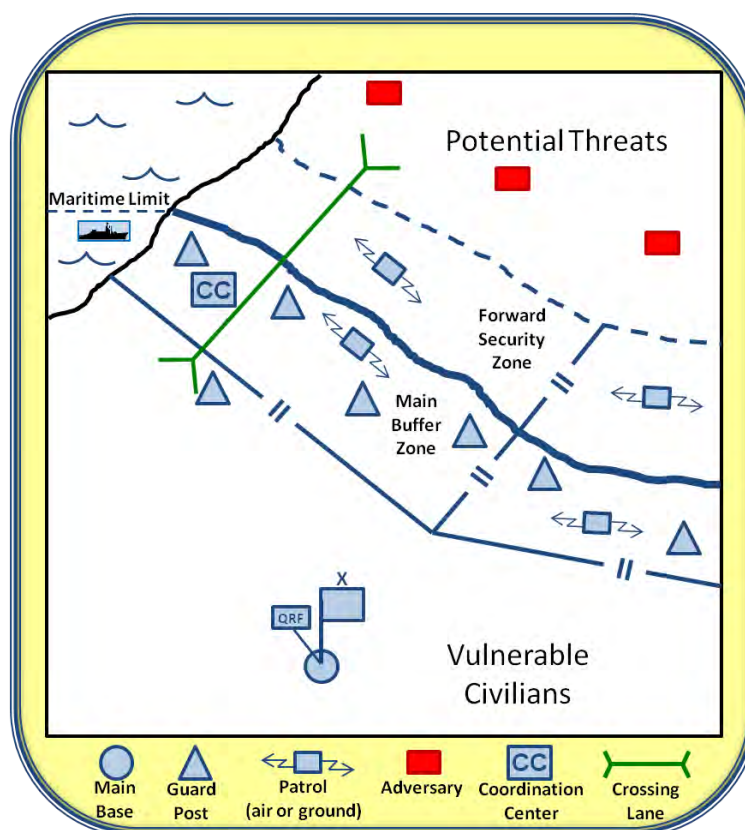 Potential Threats
Maritime Limit
CC
Forward
Security
Zone
Main
Buffer
Zone
X
QRF
Vulnerable
Civilians
Main
Base
Guard
Post
Patrol
(air or ground)
Adversary
CC
Coordination
Center
Crossing
Lane